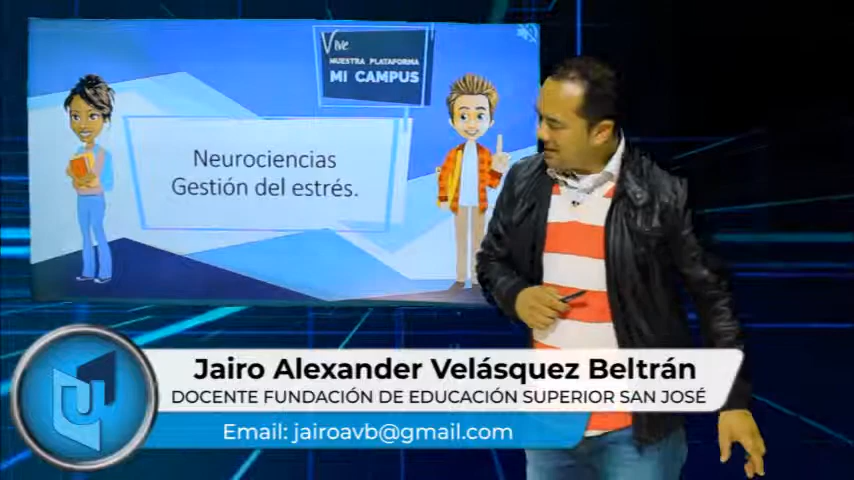 Vive
NUESTRA PLATAFORMA
MI CAMPUS
Neurociencias
Gestión del estrés.
Jairo Alexander Velásquez Beltrán
DOCENTE FUNDACIÓN DE EDUCACIÓN SUPERIOR SAN JOSÉ
Email: jairoavb@gmail.com
U